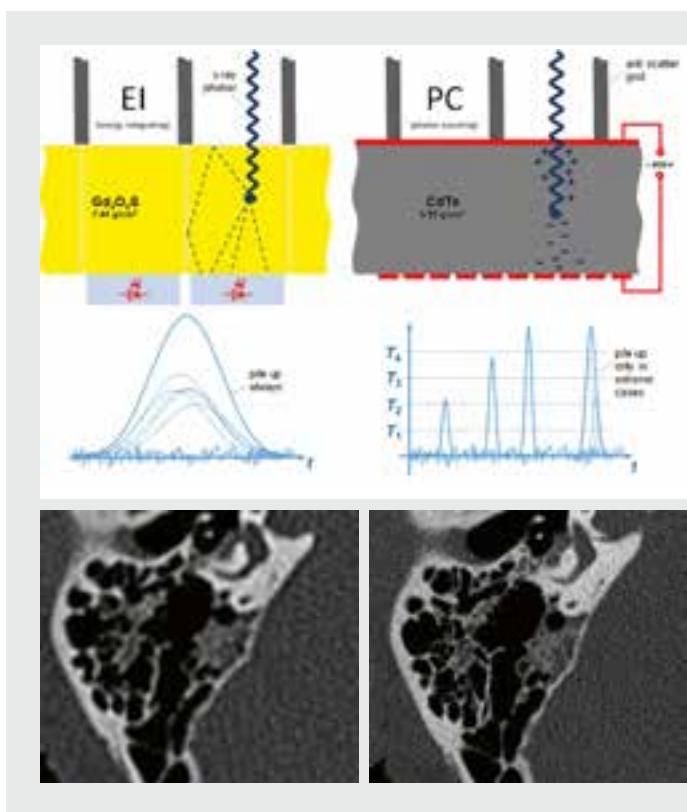 EI
(energy integrating)
x-ray
photon
PC
(photon counting)
anti scatter
grid
Gd₂O₂S
CdTe
pile up
always
t
T₄
T₃
T₂
T₁
pile up
only in
extreme
cases
t